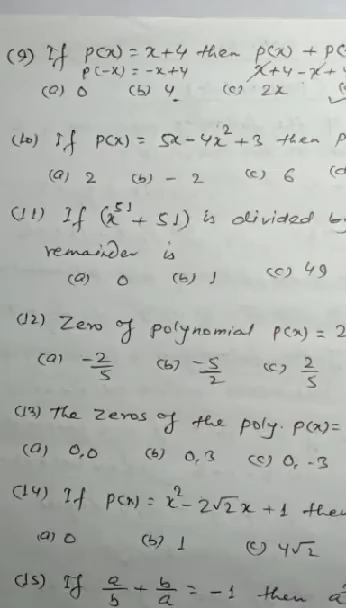 (9) If p(x) = x+4 then p(x) + p(
p(-x) = -x+4 x+4-x+
(a) 0 (b) 4 (c) 2x
(10) If p(x) = 5x - 4x² + 3 then p
(a) 2 (b) - 2 (c) 6 (d
(11) If (x⁵¹ + 51) is divided by
remainder is
(a) 0 (b) 1 (c) 49
(12) Zero of polynomial p(x) = 2
(a) -2/5 (b) -5/2 (c) 2/5
(13) The zeros of the poly. p(x) =
(a) 0,0 (b) 0,3 (c) 0,-3
(14) If p(x) = x² - 2√2x + 1 then
(a) 0 (b) 1 (c) 4√2
(15) If a/b + b/a = -1 then a